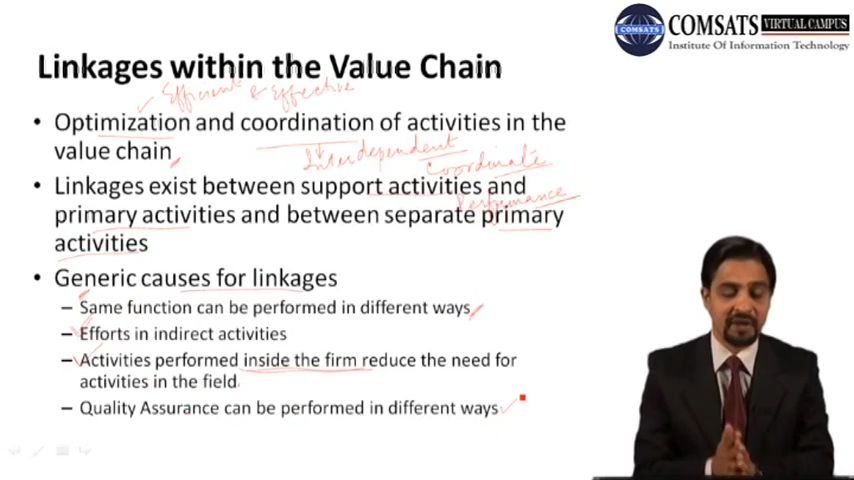 COMSATS VIRTUAL CAMPUS
COMSATS
Institute Of Information Technology
Linkages within the Value Chain
Efficient & Effective
• Optimization and coordination of activities in the
value chain
Interdependent
Coordinate
• Linkages exist between support activities and
Performance
primary activities and between separate primary
activities
• Generic causes for linkages
– Same function can be performed in different ways
– Efforts in indirect activities
– Activities performed inside the firm reduce the need for
activities in the field
– Quality Assurance can be performed in different ways